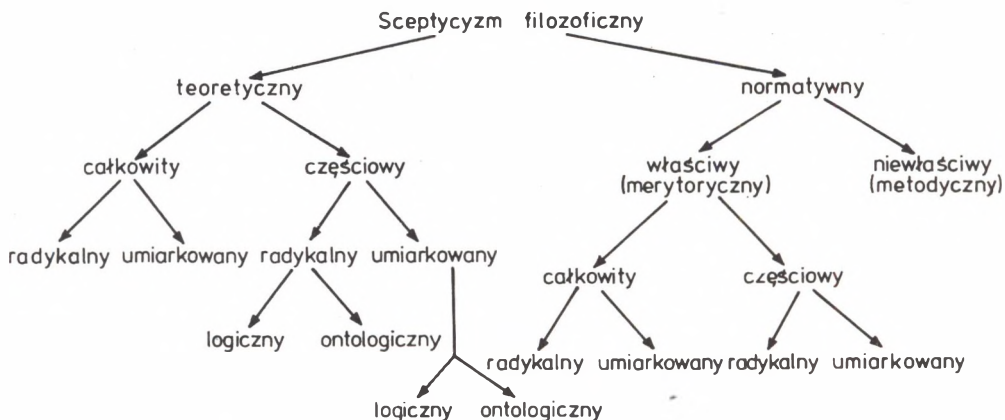 Sceptycyzm filozoficzny
teoretyczny normatywny
całkowity częściowy właściwy niewłaściwy
(merytoryczny) (metodyczny)
radykalny umiarkowany radykalny umiarkowany
całkowity częściowy
logiczny ontologiczny
radykalny umiarkowany radykalny umiarkowany
logiczny ontologiczny